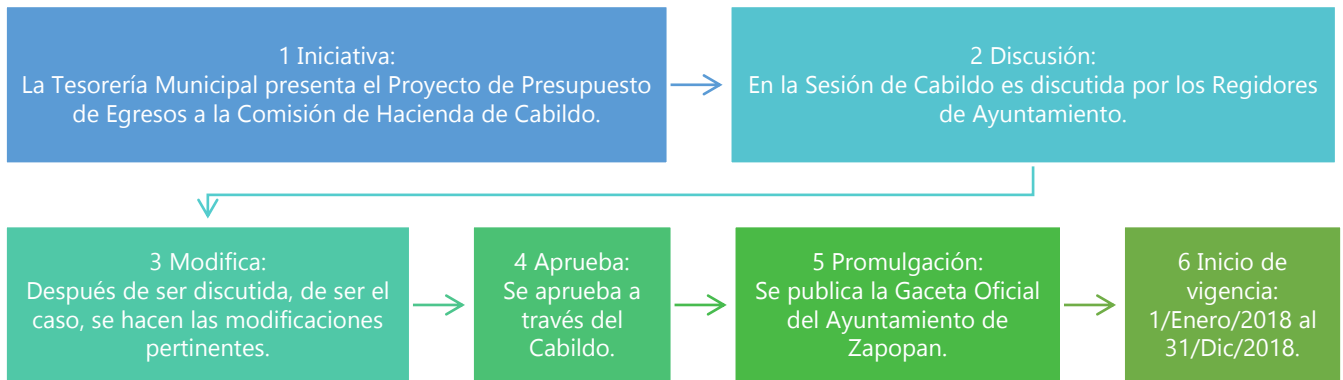 1 Iniciativa:
La Tesorería Municipal presenta el Proyecto de Presupuesto
de Egresos a la Comisión de Hacienda de Cabildo.
2 Discusión:
En la Sesión de Cabildo es discutida por los Regidores
de Ayuntamiento.
3 Modifica:
Después de ser discutida, de ser el
caso, se hacen las modificaciones
pertinentes.
4 Aprueba:
Se aprueba a
través del
Cabildo.
5 Promulgación:
Se publica la Gaceta Oficial
del Ayuntamiento de
Zapopan.
6 Inicio de
vigencia:
1/Enero/2018 al
31/Dic/2018.